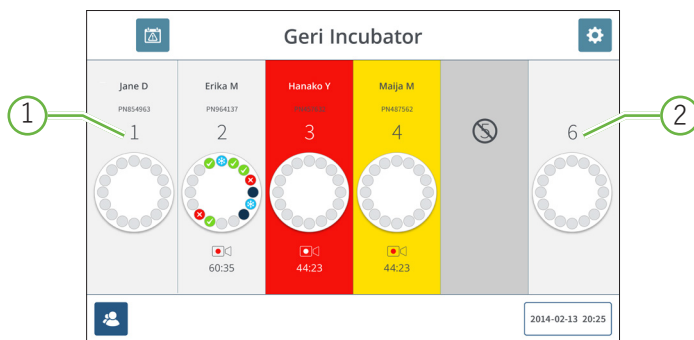 Geri Incubator
Jane D
PN854963
1
Erika M
PN964137
2
60:35
Hanako Y
3
44:23
Maija M
PN487562
4
44:23
5
6
1
2
2014-02-13 20:25